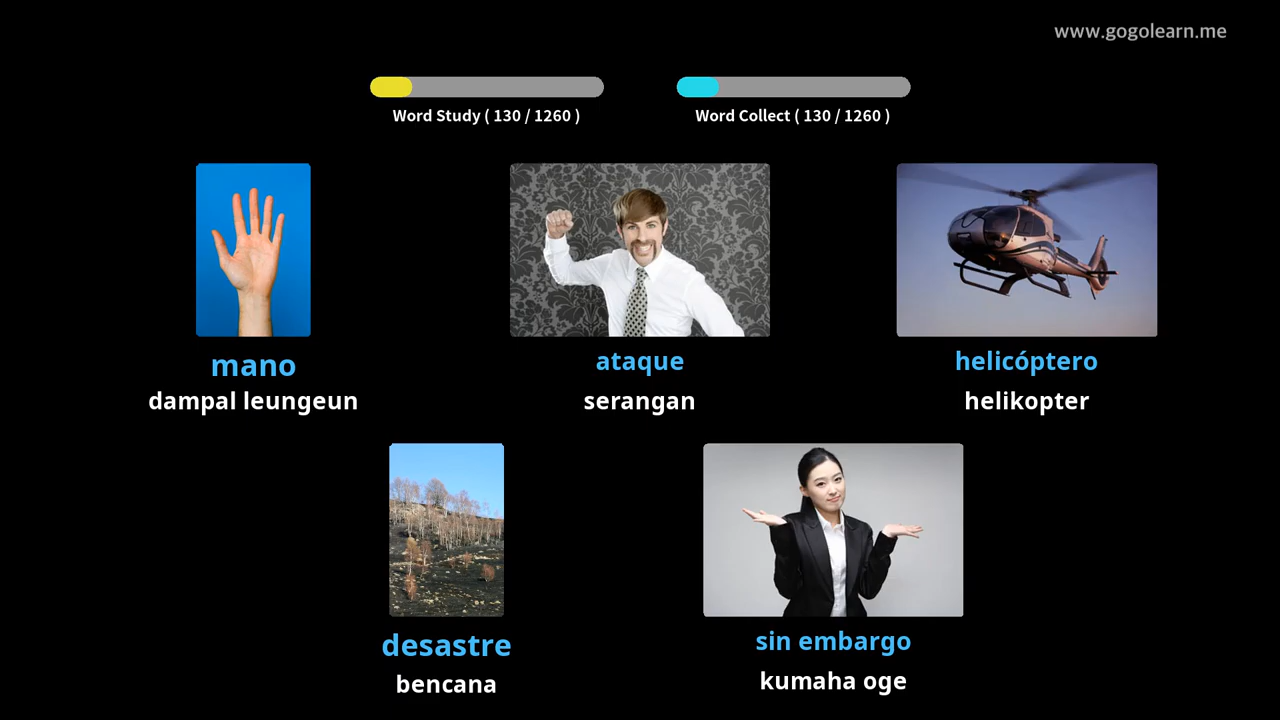 www.gogolearn.me
Word Study ( 130 / 1260 )
Word Collect ( 130 / 1260 )
mano
dampal leungeun
ataque
serangan
helicóptero
helikopter
desastre
bencana
sin embargo
kumaha oge